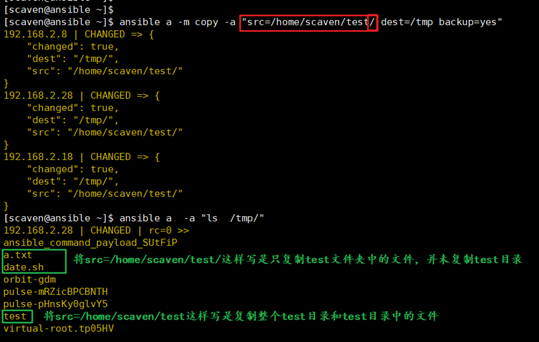 [scaven@ansible ~]$
[scaven@ansible ~]$ ansible a -m copy -a "src=/home/scaven/test/ dest=/tmp backup=yes"
192.168.2.8 | CHANGED => {
    "changed": true,
    "dest": "/tmp/",
    "src": "/home/scaven/test/"
}
192.168.2.28 | CHANGED => {
    "changed": true,
    "dest": "/tmp/",
    "src": "/home/scaven/test/"
}
192.168.2.18 | CHANGED => {
    "changed": true,
    "dest": "/tmp/",
    "src": "/home/scaven/test/"
}
[scaven@ansible ~]$ ansible a  -a "ls  /tmp/"
192.168.2.28 | CHANGED | rc=0 >>
ansible_command_payload_SUtFiP
a.txt
date.sh 将src=/home/scaven/test/这样写是只复制test文件夹中的文件，并未复制test目录
orbit-gdm
pulse-mRZicBPCBNTH
pulse-pHnsKy0glvY5
test 将src=/home/scaven/test这样写是复制整个test目录和test目录中的文件
virtual-root.tp05HV